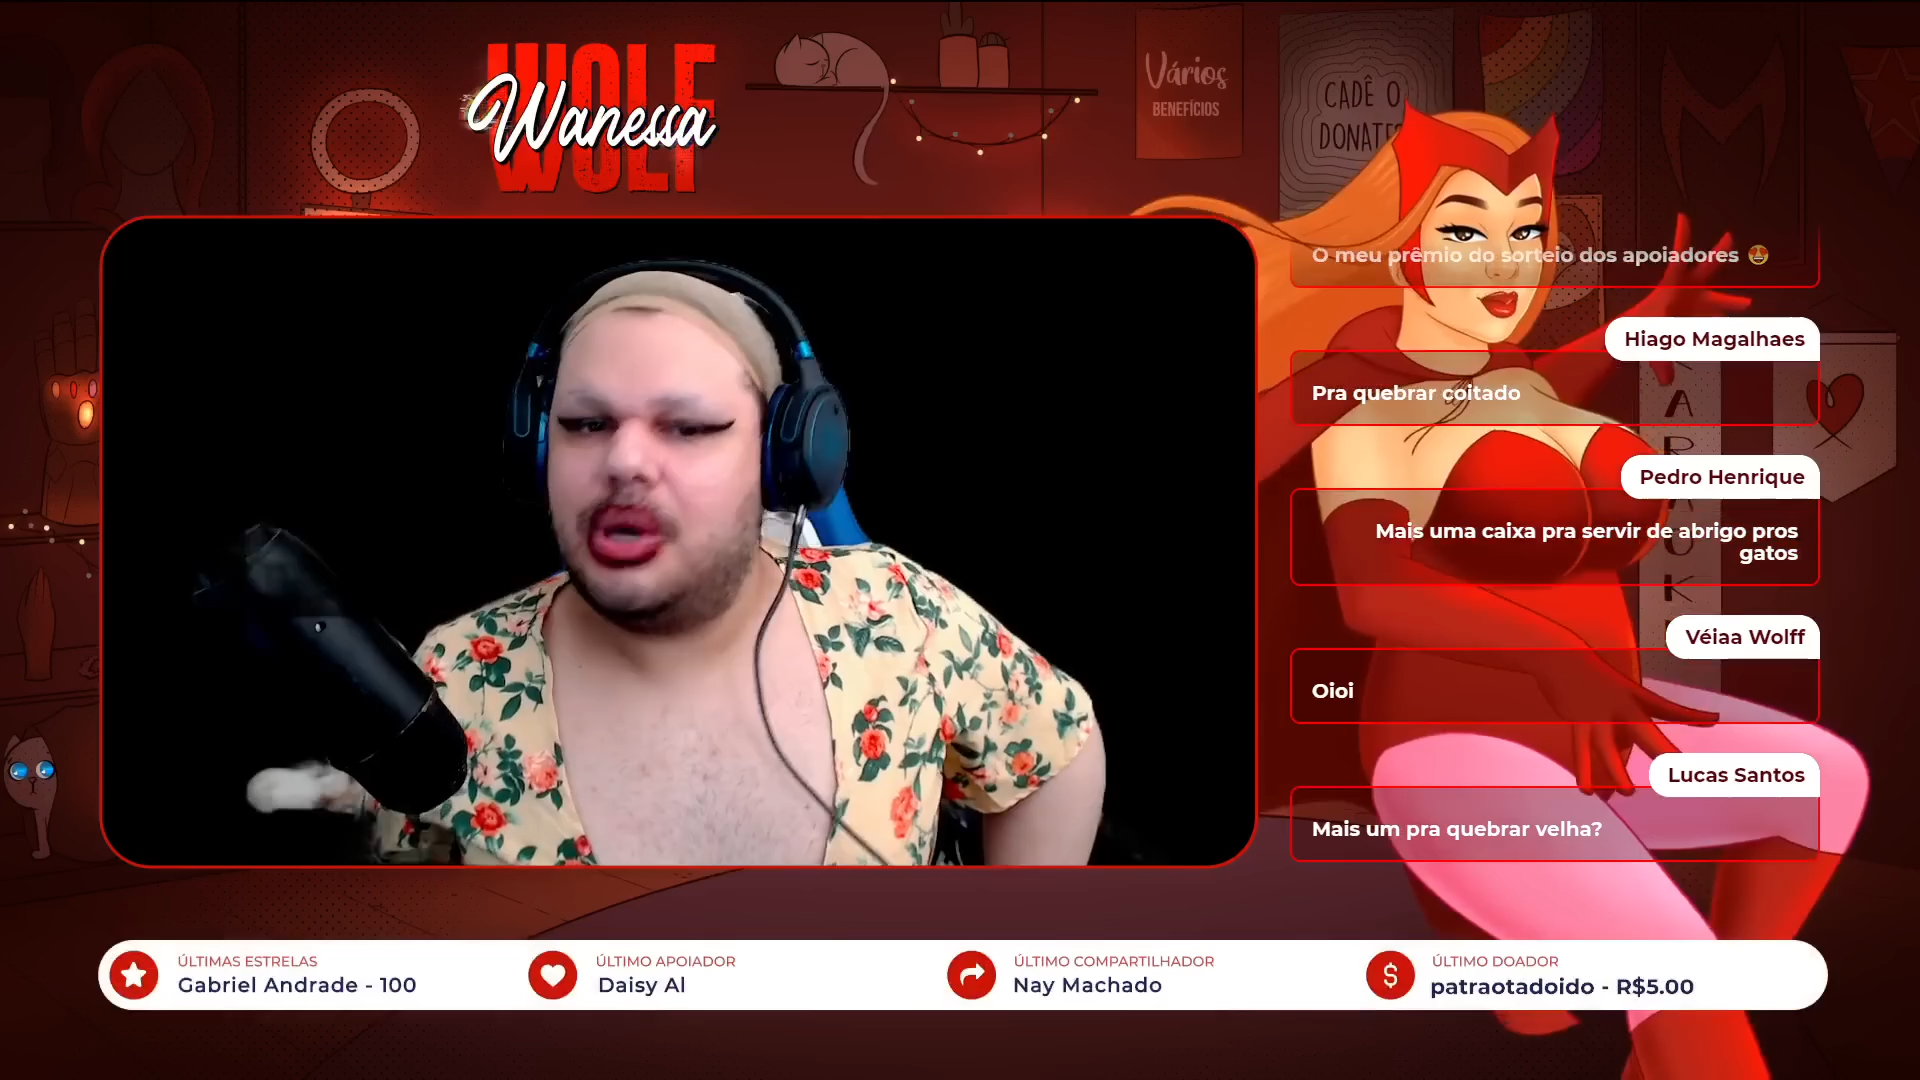 WOLF
Wanessa
Vários
BENEFÍCIOS
CADÊ O
DONATE
O meu prêmio do sorteio dos apoiadores 😍
Hiago Magalhaes
Pra quebrar coitado
Pedro Henrique
Mais uma caixa pra servir de abrigo pros
gatos
Véiaa Wolff
Oioi
Lucas Santos
Mais um pra quebrar velha?
ÚLTIMAS ESTRELAS
Gabriel Andrade - 100
ÚLTIMO APOIADOR
Daisy Al
ÚLTIMO COMPARTILHADOR
Nay Machado
ÚLTIMO DOADOR
patraotadoido - R$5.00